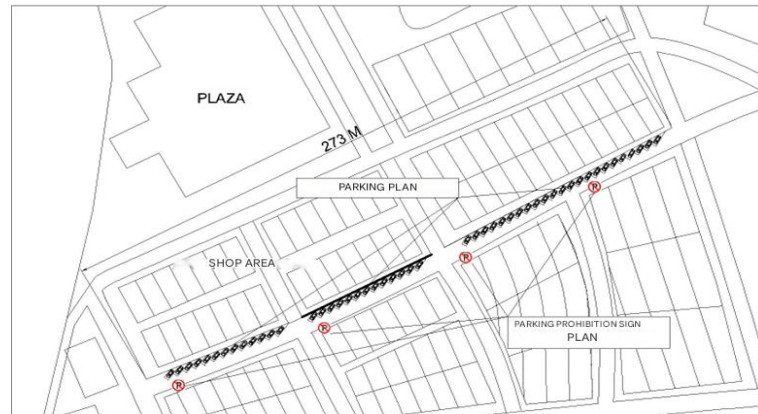 PLAZA
273 M
PARKING PLAN
SHOP AREA
PARKING PROHIBITION SIGN
PLAN
R
R
R
R